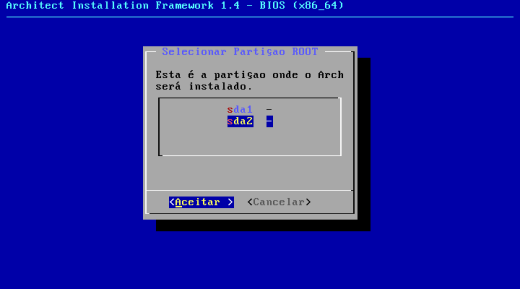 Architect Installation Framework 1.4 - BIOS (x86_64)
Selecionar Partiçao ROOT
Esta é a partiçao onde o Arch
será instalado.
sda1 -
sda2 -
<Aceitar > <Cancelar>